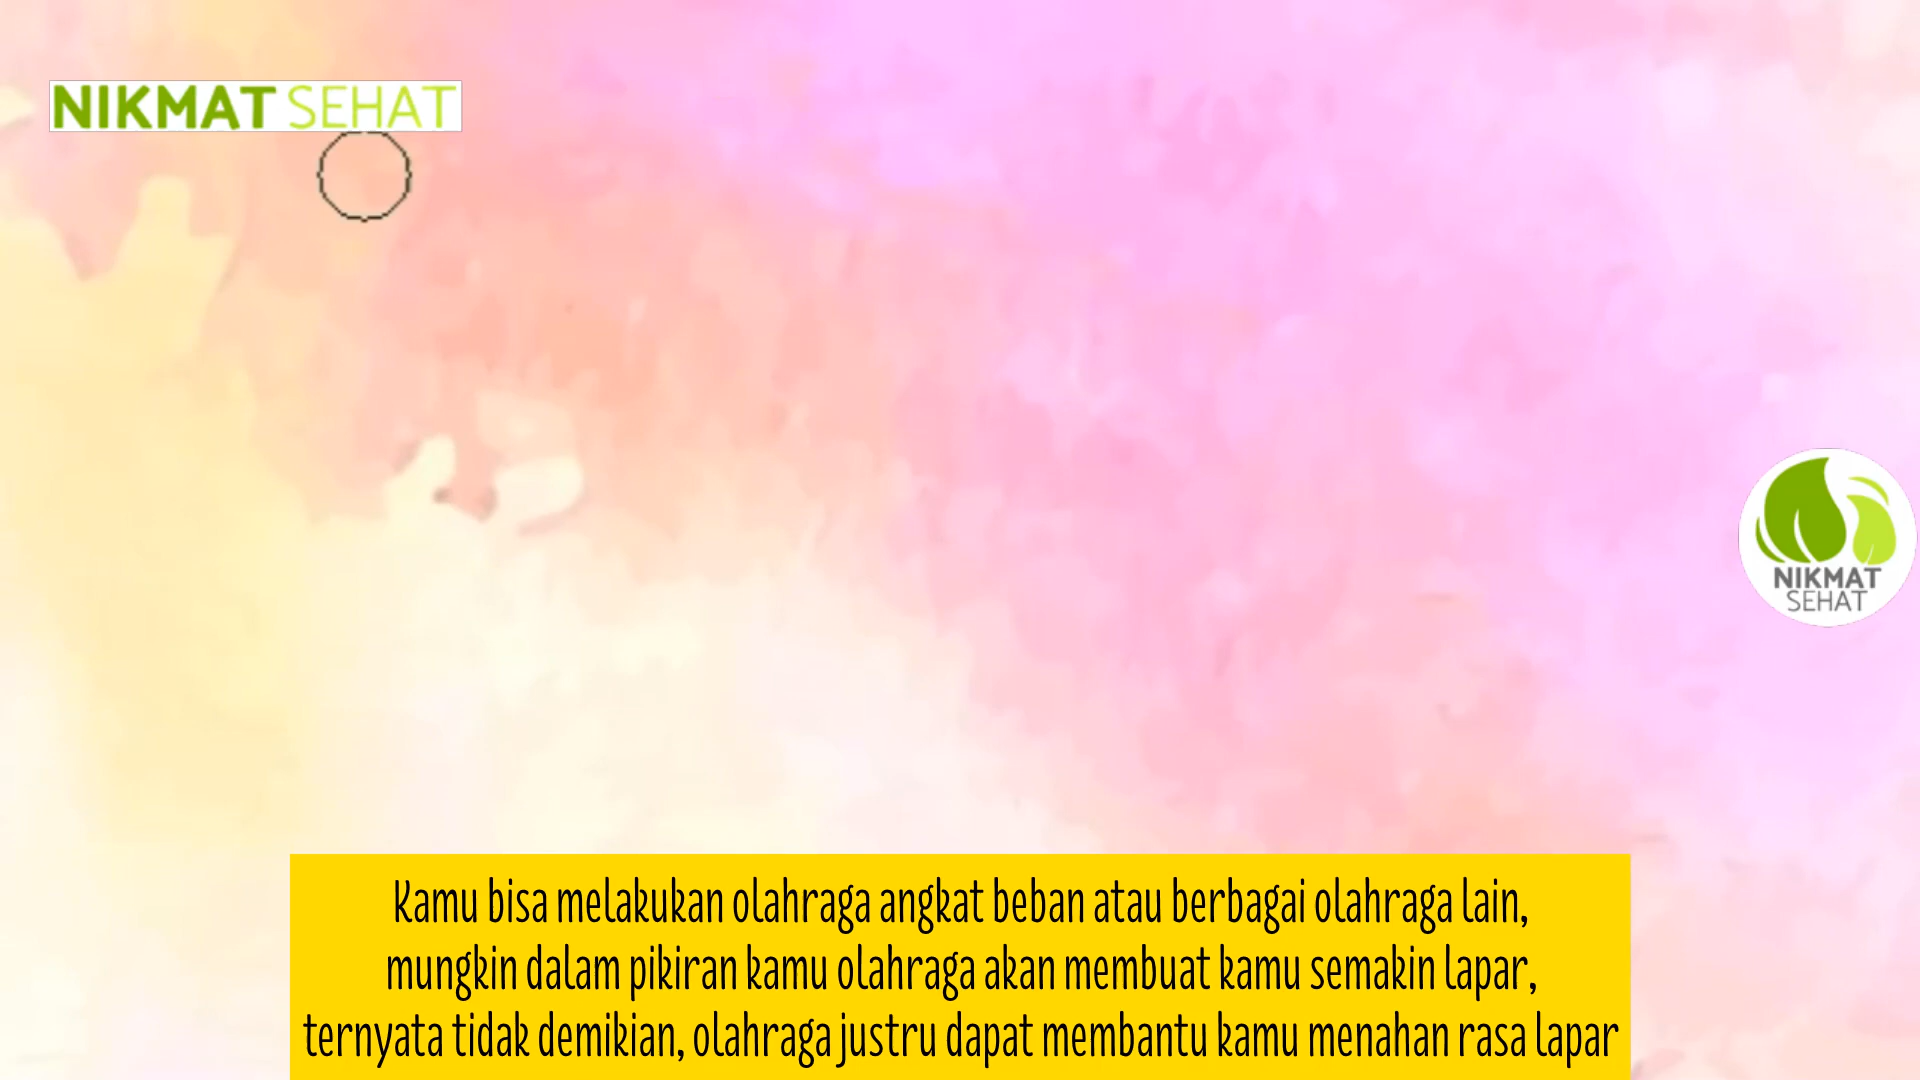 NIKMAT SEHAT
NIKMAT
SEHAT
Kamu bisa melakukan olahraga angkat beban atau berbagai olahraga lain,
mungkin dalam pikiran kamu olahraga akan membuat kamu semakin lapar,
ternyata tidak demikian, olahraga justru dapat membantu kamu menahan rasa lapar